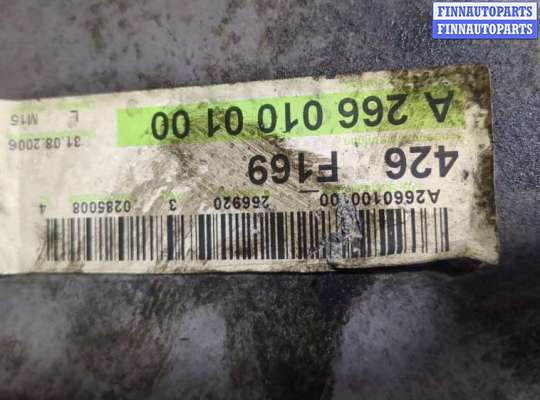 FINNAUTOPARTS
FINNAUTOPARTS
A 266 010 01 00
L
M15
31.08.2006
426 F169
A2660100100
266920
3
0285008
4